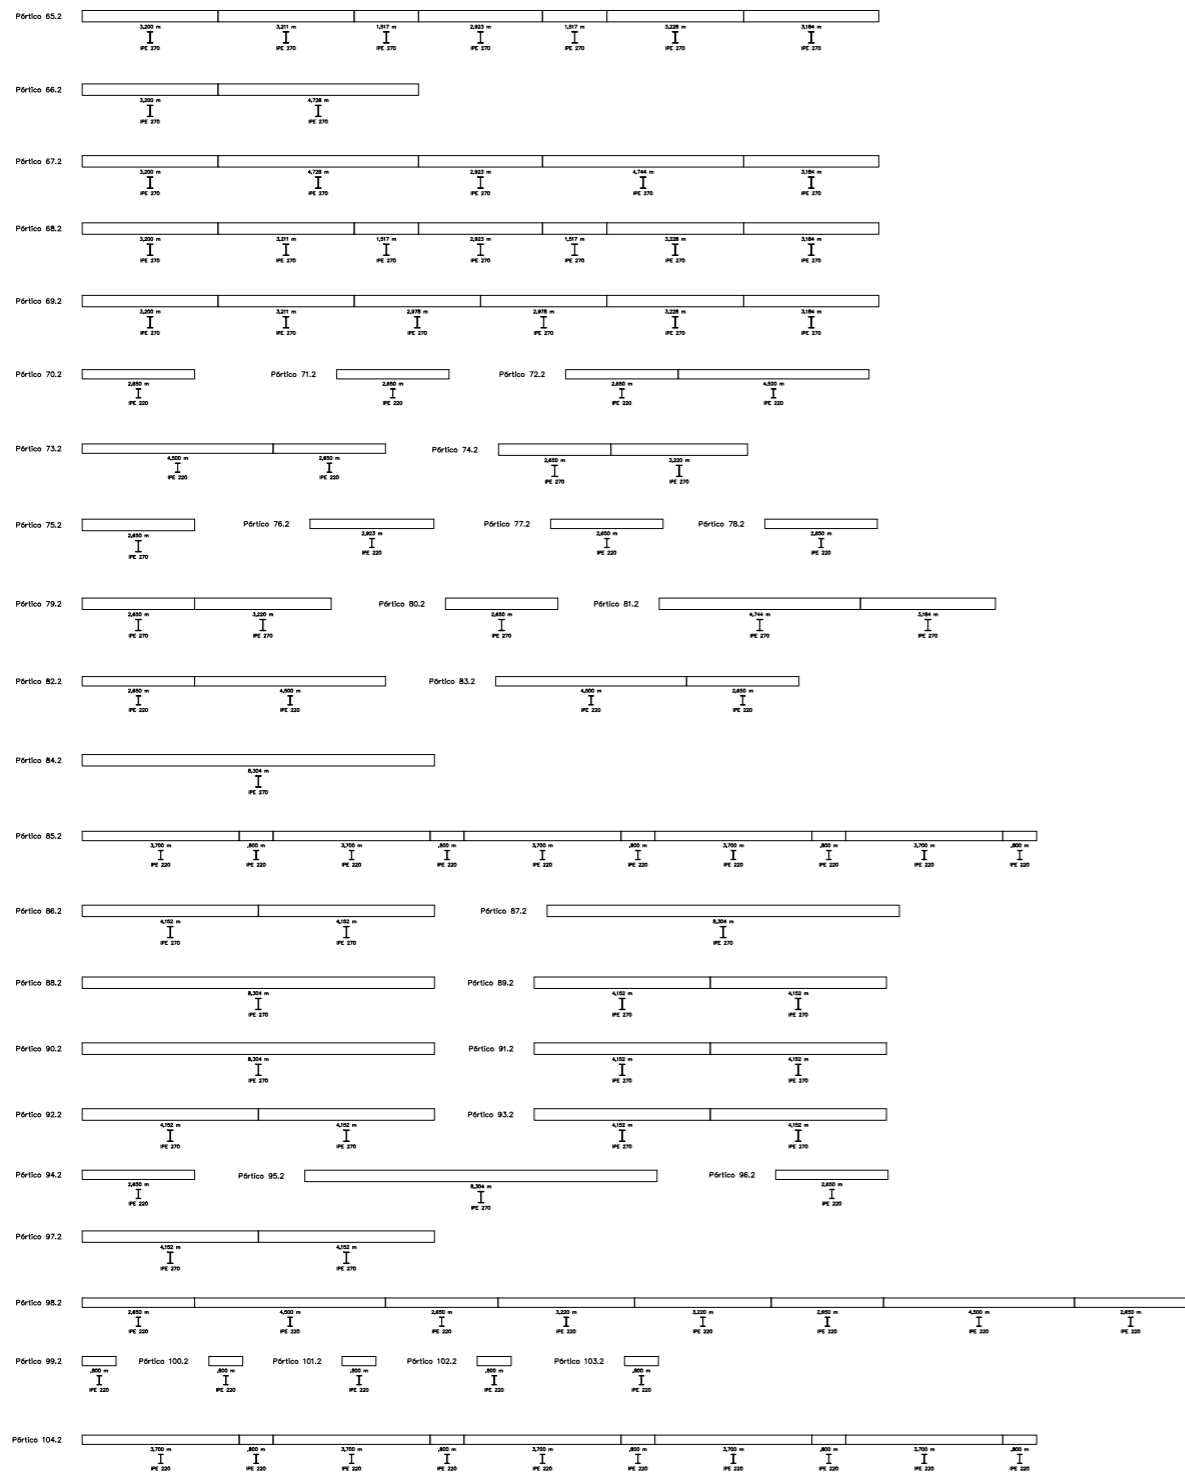 Pórtico 65.2
3,200 m 3,211 m 1,517 m 2,923 m 1,517 m 3,228 m 3,184 m
IPE 270 IPE 270 IPE 270 IPE 270 IPE 270 IPE 270 IPE 270
Pórtico 66.2
3,200 m 4,728 m
IPE 270 IPE 270
Pórtico 67.2
3,200 m 4,728 m 2,923 m 4,744 m 3,184 m
IPE 270 IPE 270 IPE 270 IPE 270 IPE 270
Pórtico 68.2
3,200 m 3,211 m 1,517 m 2,923 m 1,517 m 3,228 m 3,184 m
IPE 270 IPE 270 IPE 270 IPE 270 IPE 270 IPE 270 IPE 270
Pórtico 69.2
3,200 m 3,211 m 2,978 m 2,978 m 3,228 m 3,184 m
IPE 270 IPE 270 IPE 270 IPE 270 IPE 270 IPE 270
Pórtico 70.2 Pórtico 71.2 Pórtico 72.2
2,650 m 2,650 m 2,650 m 4,500 m
IPE 220 IPE 220 IPE 220 IPE 220
Pórtico 73.2 Pórtico 74.2
4,500 m 2,650 m 2,650 m 3,220 m
IPE 220 IPE 220 IPE 270 IPE 270
Pórtico 75.2 Pórtico 76.2 Pórtico 77.2 Pórtico 78.2
2,650 m 2,923 m 2,650 m 2,650 m
IPE 270 IPE 220 IPE 220 IPE 220
Pórtico 79.2 Pórtico 80.2 Pórtico 81.2
2,650 m 3,220 m 2,650 m 4,744 m 3,184 m
IPE 270 IPE 270 IPE 270 IPE 270 IPE 270
Pórtico 82.2 Pórtico 83.2
2,650 m 4,500 m 4,500 m 2,650 m
IPE 220 IPE 220 IPE 220 IPE 220
Pórtico 84.2
8,304 m
IPE 270
Pórtico 85.2
3,700 m ,800 m 3,700 m ,800 m 3,700 m ,800 m 3,700 m ,800 m 3,700 m ,800 m
IPE 220 IPE 220 IPE 220 IPE 220 IPE 220 IPE 220 IPE 220 IPE 220 IPE 220 IPE 220
Pórtico 86.2 Pórtico 87.2
4,152 m 4,152 m 8,304 m
IPE 270 IPE 270 IPE 270
Pórtico 88.2 Pórtico 89.2
8,304 m 4,152 m 4,152 m
IPE 270 IPE 270 IPE 270
Pórtico 90.2 Pórtico 91.2
8,304 m 4,152 m 4,152 m
IPE 270 IPE 270 IPE 270
Pórtico 92.2 Pórtico 93.2
4,152 m 4,152 m 4,152 m 4,152 m
IPE 270 IPE 270 IPE 270 IPE 270
Pórtico 94.2 Pórtico 95.2 Pórtico 96.2
2,650 m 8,304 m 2,650 m
IPE 220 IPE 270 IPE 220
Pórtico 97.2
4,152 m 4,152 m
IPE 270 IPE 270
Pórtico 98.2
2,650 m 4,500 m 2,650 m 3,220 m 3,220 m 2,650 m 4,500 m 2,650 m
IPE 220 IPE 220 IPE 220 IPE 220 IPE 220 IPE 220 IPE 220 IPE 220
Pórtico 99.2 Pórtico 100.2 Pórtico 101.2 Pórtico 102.2 Pórtico 103.2
,800 m ,800 m ,800 m ,800 m ,800 m
IPE 220 IPE 220 IPE 220 IPE 220 IPE 220
Pórtico 104.2
3,700 m ,800 m 3,700 m ,800 m 3,700 m ,800 m 3,700 m ,800 m 3,700 m ,800 m
IPE 220 IPE 220 IPE 220 IPE 220 IPE 220 IPE 220 IPE 220 IPE 220 IPE 220 IPE 220